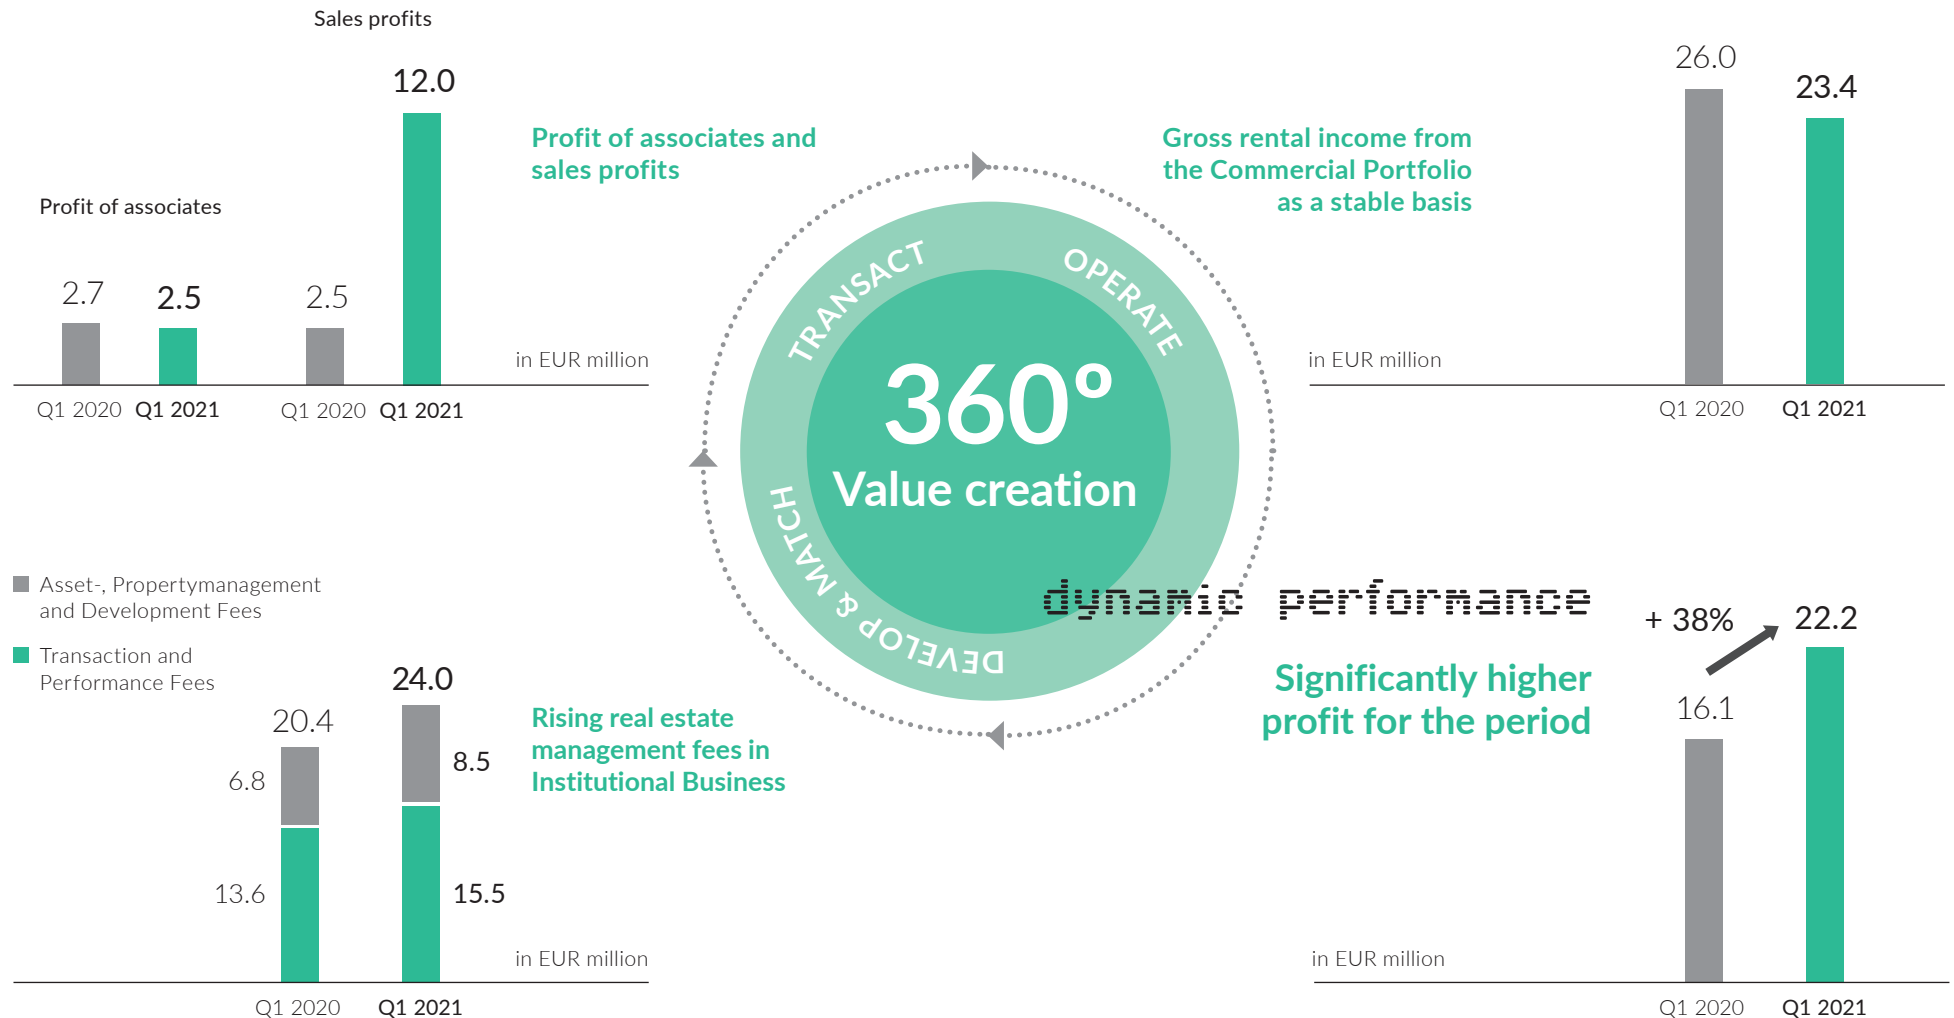 Sales profits
12.0
Profit of associates
2.7
2.5
2.5
in EUR million
Q1 2020
Q1 2021
Q1 2020
Q1 2021
Profit of associates and
sales profits
Gross rental income from
the Commercial Portfolio
as a stable basis
26.0
23.4
in EUR million
Q1 2020
Q1 2021
TRANSACT
OPERATE
DEVELOP & MATCH
360°
Value creation
dynamic performance
Asset-, Propertymanagement
and Development Fees
Transaction and
Performance Fees
20.4
24.0
6.8
8.5
13.6
15.5
in EUR million
Q1 2020
Q1 2021
Rising real estate
management fees in
Institutional Business
Significantly higher
profit for the period
+ 38%
22.2
16.1
in EUR million
Q1 2020
Q1 2021